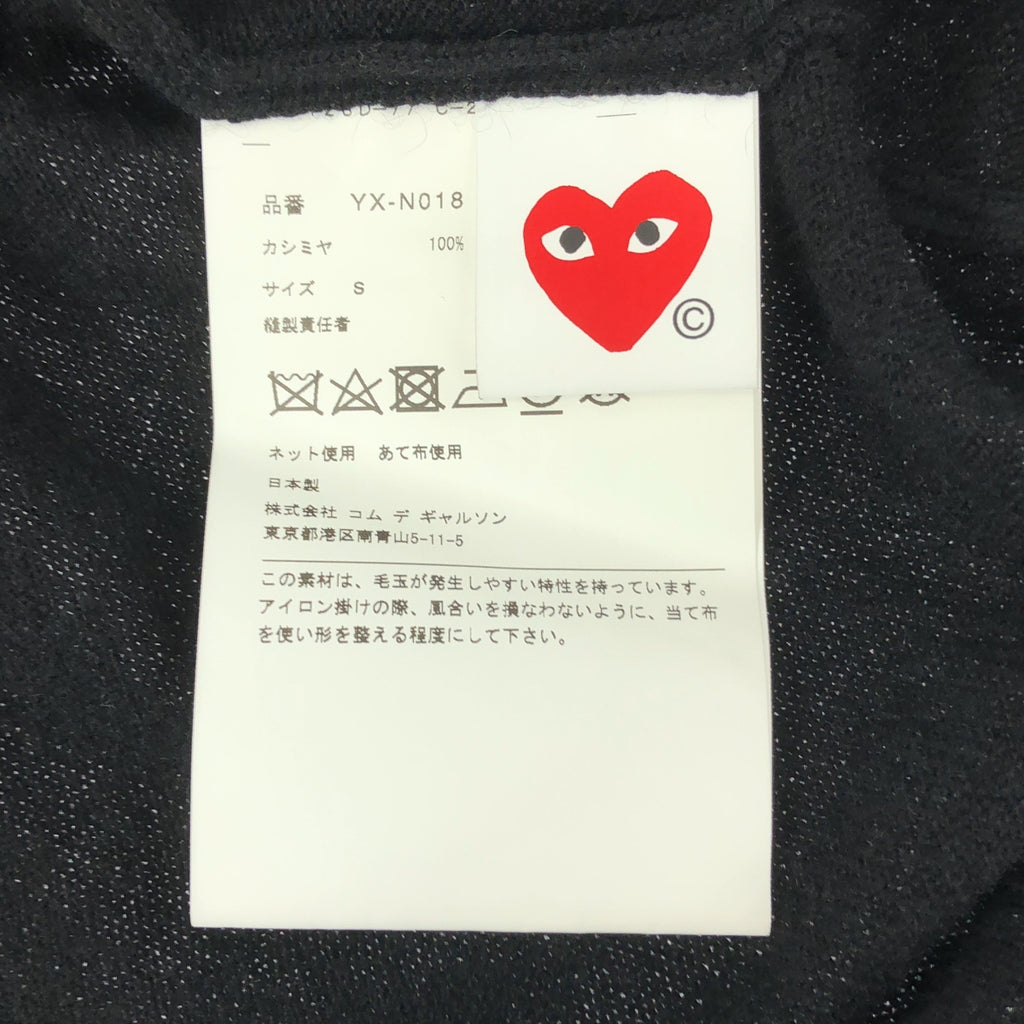 品番 YX-N018
カシミヤ 100%
サイズ S
縫製責任者
©
ネット使用 あて布使用
日本製
株式会社 コム デ ギャルソン
東京都港区南青山5-11-5
この素材は、毛玉が発生しやすい特性を持っています。
アイロン掛けの際、風合いを損なわないように、当て布
を使い形を整える程度にして下さい。